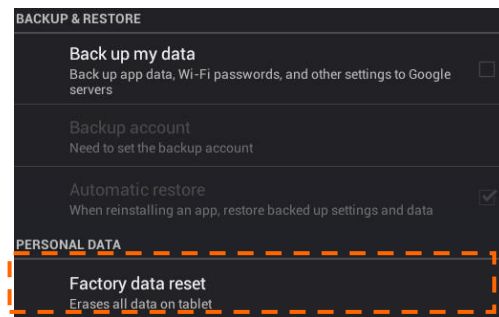 BACKUP & RESTORE
Back up my data
Back up app data, Wi-Fi passwords, and other settings to Google
servers
Backup account
Need to set the backup account
Automatic restore
When reinstalling an app, restore backed up settings and data
PERSONAL DATA
Factory data reset
Erases all data on tablet